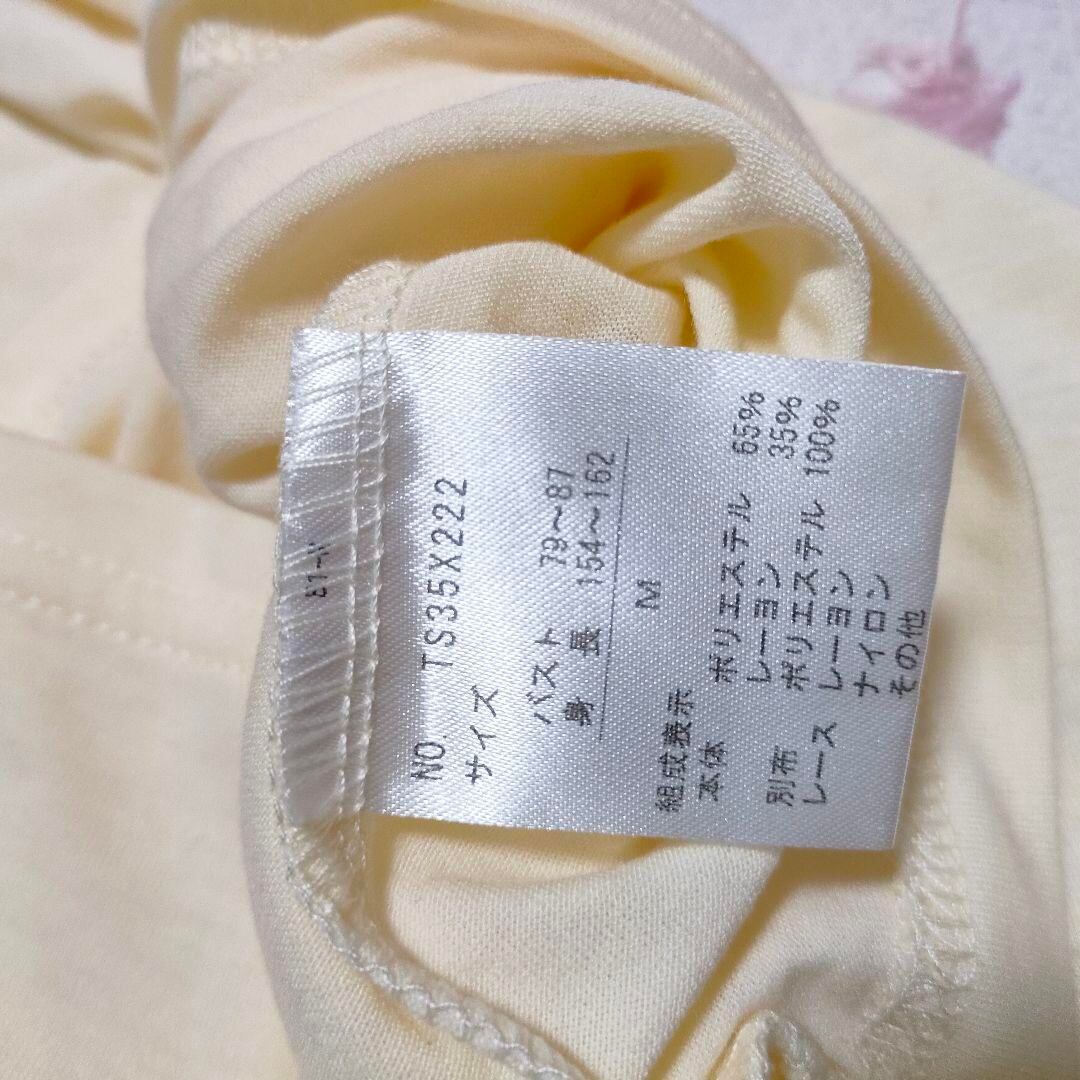 NO. TS35X222
サイズ
バスト 79~87
身長 154~162
M
組成表示
本体 ポリエステル 65%
レーヨン 35%
別布 ポリエステル 100%
レース レーヨン
ナイロン
その他